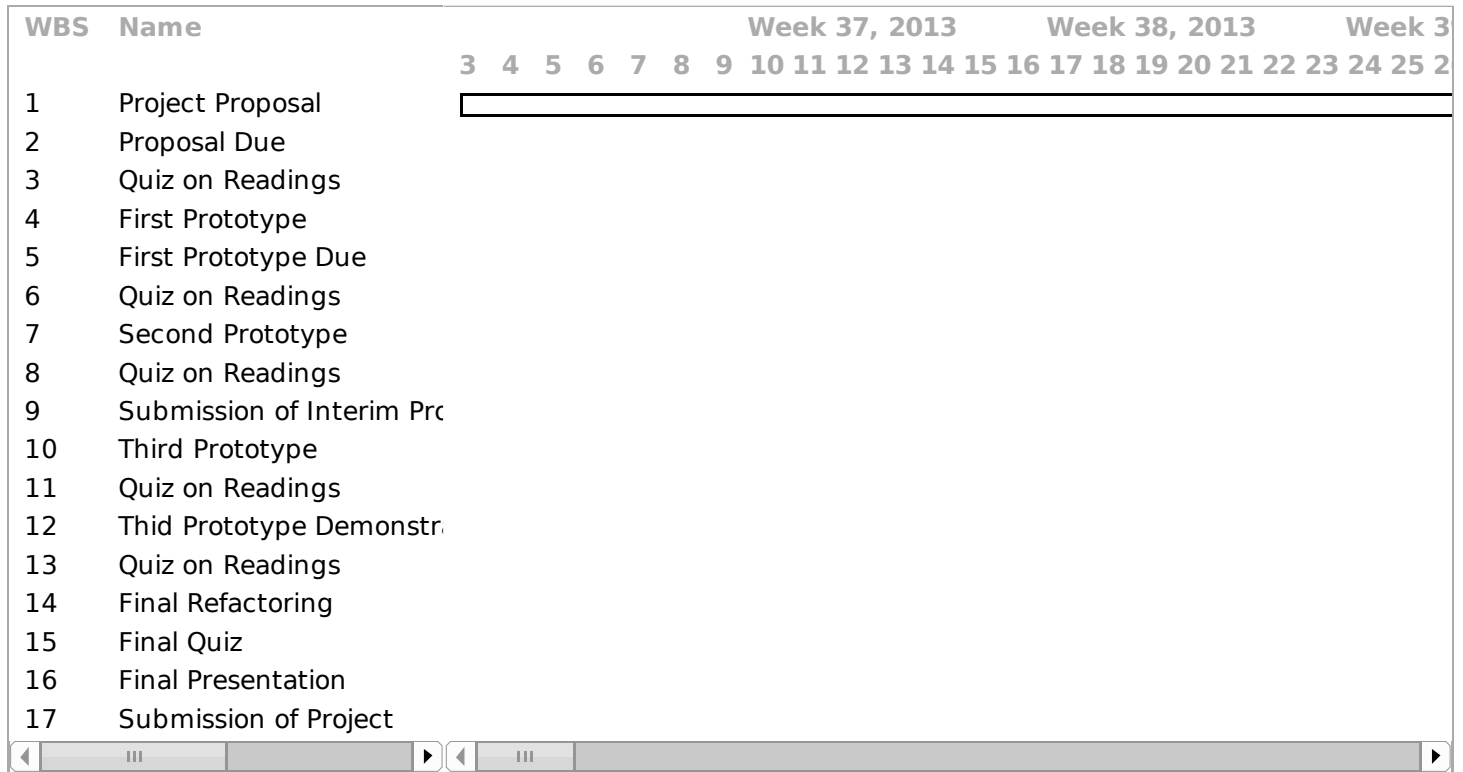 WBS Name Week 37, 2013 Week 38, 2013 Week 3
3 4 5 6 7 8 9 10 11 12 13 14 15 16 17 18 19 20 21 22 23 24 25 2
1 Project Proposal
2 Proposal Due
3 Quiz on Readings
4 First Prototype
5 First Prototype Due
6 Quiz on Readings
7 Second Prototype
8 Quiz on Readings
9 Submission of Interim Pro
10 Third Prototype
11 Quiz on Readings
12 Thid Prototype Demonstra
13 Quiz on Readings
14 Final Refactoring
15 Final Quiz
16 Final Presentation
17 Submission of Project